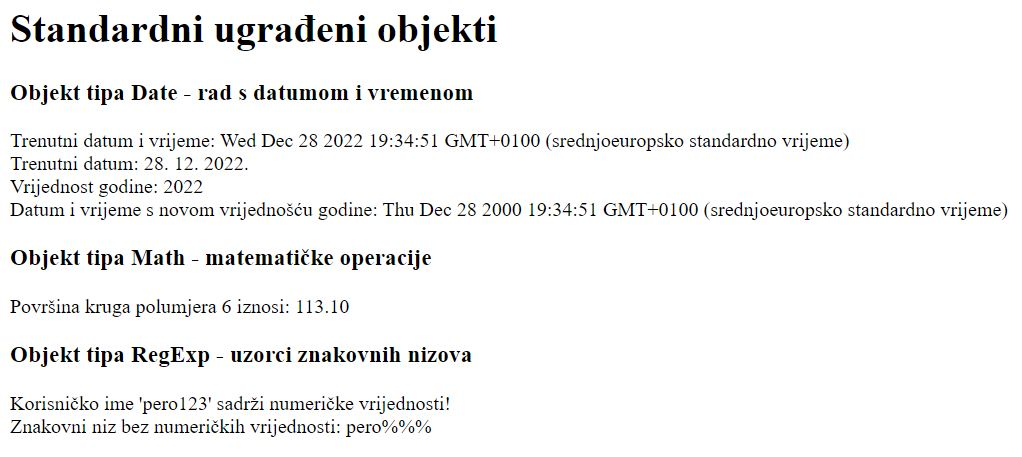 Standardni ugrađeni objekti
Objekt tipa Date - rad s datumom i vremenom
Trenutni datum i vrijeme: Wed Dec 28 2022 19:34:51 GMT+0100 (srednjoeuropsko standardno vrijeme)
Trenutni datum: 28. 12. 2022.
Vrijednost godine: 2022
Datum i vrijeme s novom vrijednošću godine: Thu Dec 28 2000 19:34:51 GMT+0100 (srednjoeuropsko standardno vrijeme)
Objekt tipa Math - matematičke operacije
Površina kruga polumjera 6 iznosi: 113.10
Objekt tipa RegExp - uzorci znakovnih nizova
Korisničko ime 'pero123' sadrži numeričke vrijednosti!
Znakovni niz bez numeričkih vrijednosti: pero%%%